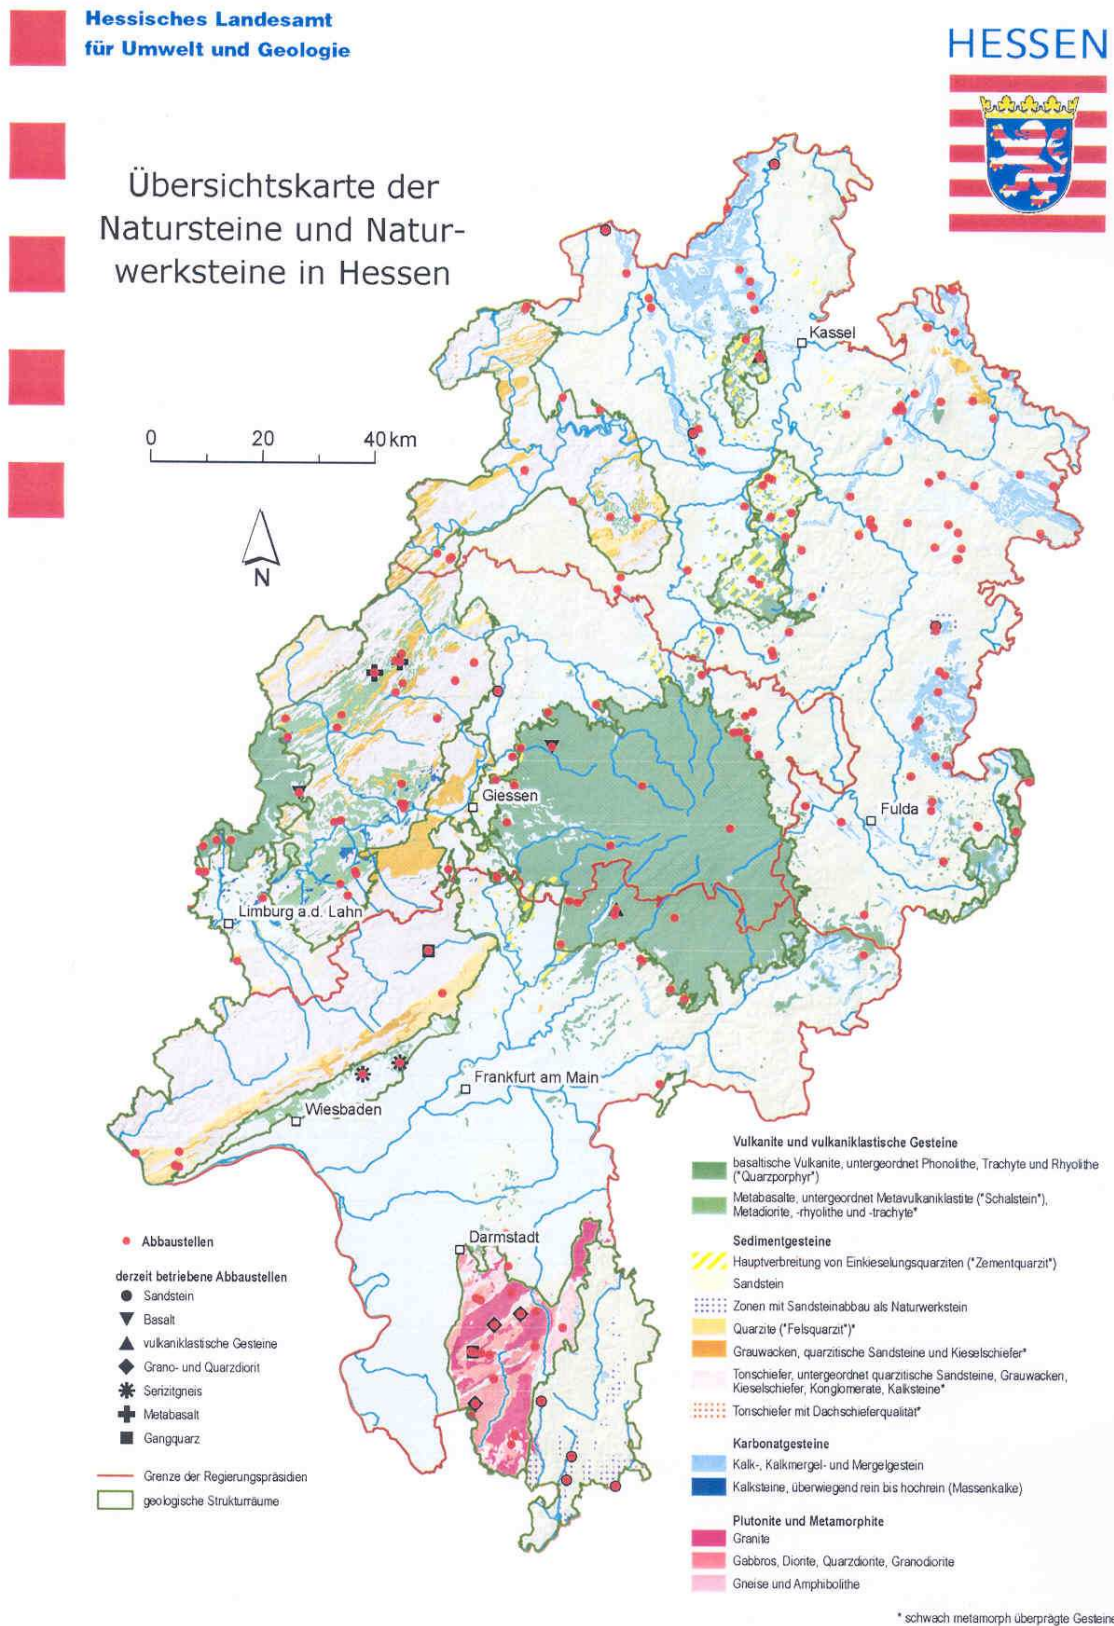 Hessisches Landesamt
für Umwelt und Geologie
HESSEN
Übersichtskarte der
Natursteine und Natur-
werksteine in Hessen
0 20 40 km
N
Kassel
Giessen
Fulda
Limburg a.d. Lahn
Frankfurt am Main
Wiesbaden
Darmstadt
Abbaustellen
derzeit betriebene Abbaustellen
Sandstein
Basalt
vulkaniklastische Gesteine
Grano- und Quarzdiorit
Serizitgneis
Metabasalt
Gangquarz
Grenze der Regierungspräsidien
geologische Strukturräume
Vulkanite und vulkaniklastische Gesteine
basaltische Vulkanite, untergeordnet Phonolithe, Trachyte und Rhyolithe
("Quarzporphyr")
Metabasalte, untergeordnet Metavulkaniklastite ("Schalstein"),
Metadiorite, -rhyolithe und -trachyte*
Sedimentgesteine
Hauptverbreitung von Einkieselungsquarziten ("Zementquarzit")
Sandstein
Zonen mit Sandsteinabbau als Naturwerkstein
Quarzite ("Felsquarzit")*
Grauwacken, quarzitische Sandsteine und Kieselschiefer*
Tonschiefer, untergeordnet quarzitische Sandsteine, Grauwacken,
Kieselschiefer, Konglomerate, Kalksteine*
Tonschiefer mit Dachschieferqualität*
Karbonatgesteine
Kalk-, Kalkmergel- und Mergelgestein
Kalksteine, überwiegend rein bis hochrein (Massenkalke)
Plutonite und Metamorphite
Granite
Gabbros, Diorite, Quarzdiorite, Granodiorite
Gneise und Amphibolithe
* schwach metamorph überprägte Gesteine